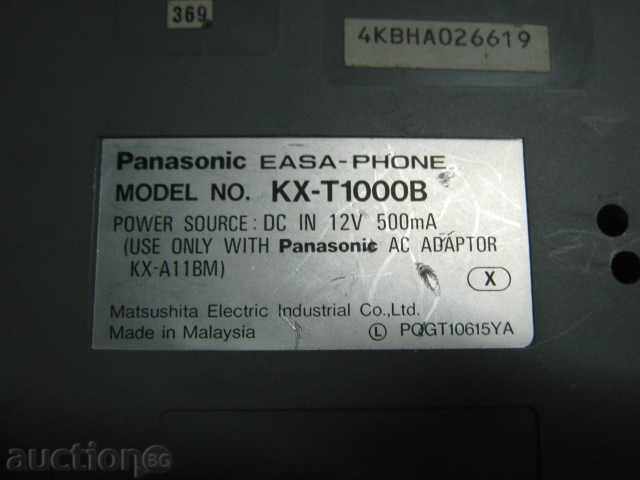 369
4KBHA026619
Panasonic EASA-PHONE
MODEL NO. KX-T1000B
POWER SOURCE: DC IN 12V 500mA
(USE ONLY WITH Panasonic AC ADAPTOR
KX-A11BM)
X
Matsushita Electric Industrial Co.,Ltd.
Made in Malaysia
L PQGT10615YA
auction BG